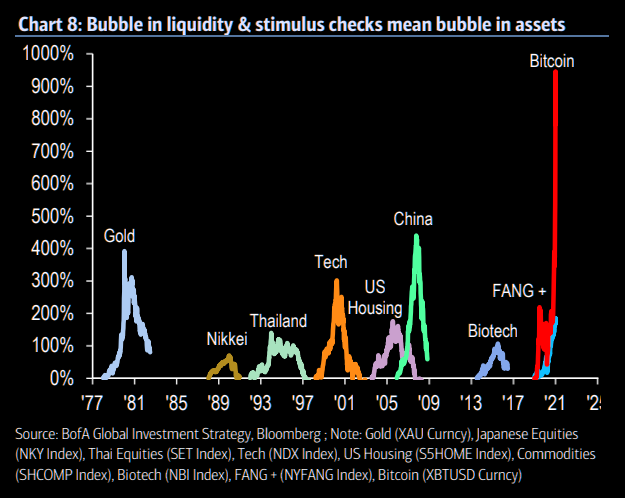 Chart 8: Bubble in liquidity & stimulus checks mean bubble in assets
1000%
900%
800%
700%
600%
500%
400%
300%
200%
100%
0%
Bitcoin
China
Gold
Tech
US
Housing
FANG +
Thailand
Nikkei
Biotech
'77 '81 '85 '89 '93 '97 '01 '05 '09 '13 '17 '21
Source: BofA Global Investment Strategy, Bloomberg ; Note: Gold (XAU Curncy), Japanese Equities
(NKY Index), Thai Equities (SET Index), Tech (NDX Index), US Housing (S5HOME Index), Commodities
(SHCOMP Index), Biotech (NBI Index), FANG + (NYFANG Index), Bitcoin (XBTUSD Curncy)